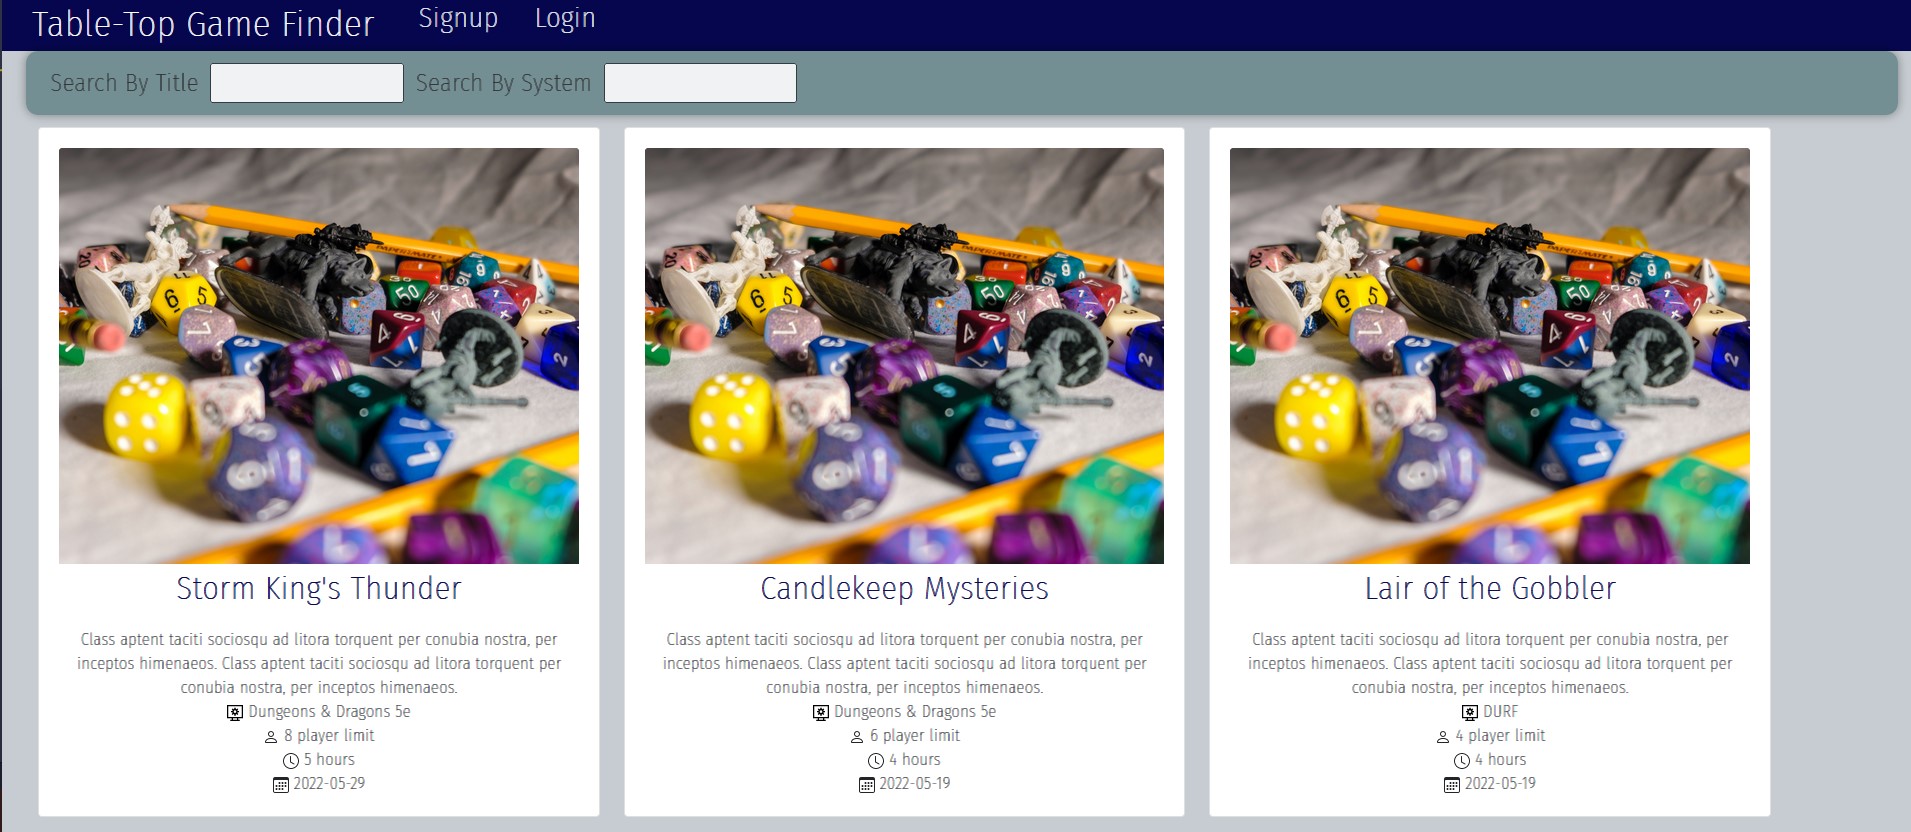 Table-Top Game Finder Signup Login
Search By Title Search By System
Storm King's Thunder
Class aptent taciti sociosqu ad litora torquent per conubia nostra, per
inceptos himenaeos. Class aptent taciti sociosqu ad litora torquent per
conubia nostra, per inceptos himenaeos.
Dungeons & Dragons 5e
8 player limit
5 hours
2022-05-29
Candlekeep Mysteries
Class aptent taciti sociosqu ad litora torquent per conubia nostra, per
inceptos himenaeos. Class aptent taciti sociosqu ad litora torquent per
conubia nostra, per inceptos himenaeos.
Dungeons & Dragons 5e
6 player limit
4 hours
2022-05-19
Lair of the Gobbler
Class aptent taciti sociosqu ad litora torquent per conubia nostra, per
inceptos himenaeos. Class aptent taciti sociosqu ad litora torquent per
conubia nostra, per inceptos himenaeos.
DURF
4 player limit
4 hours
2022-05-19